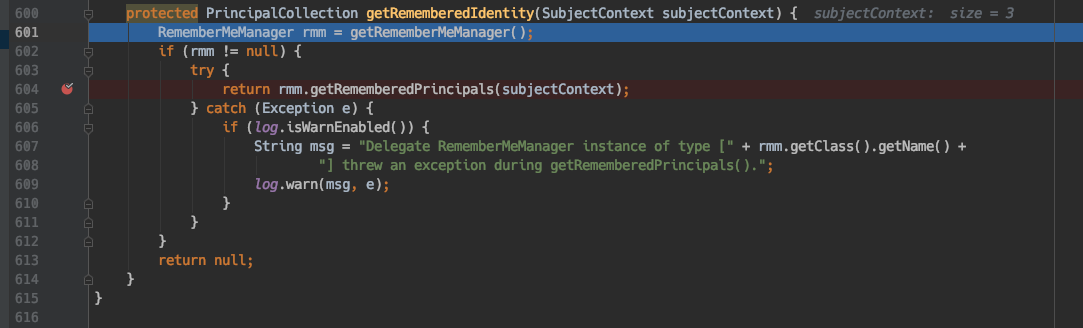 600 protected PrincipalCollection getRememberedIdentity(SubjectContext subjectContext) { subjectContext: size = 3
601 RememberMeManager rmm = getRememberMeManager();
602 if (rmm != null) {
603 try {
604 return rmm.getRememberedPrincipals(subjectContext);
605 } catch (Exception e) {
606 if (log.isWarnEnabled()) {
607 String msg = "Delegate RememberMeManager instance of type [" + rmm.getClass().getName() +
608 "] threw an exception during getRememberedPrincipals().";
609 log.warn(msg, e);
610 }
611 }
612 }
613 return null;
614 }
615 }
616